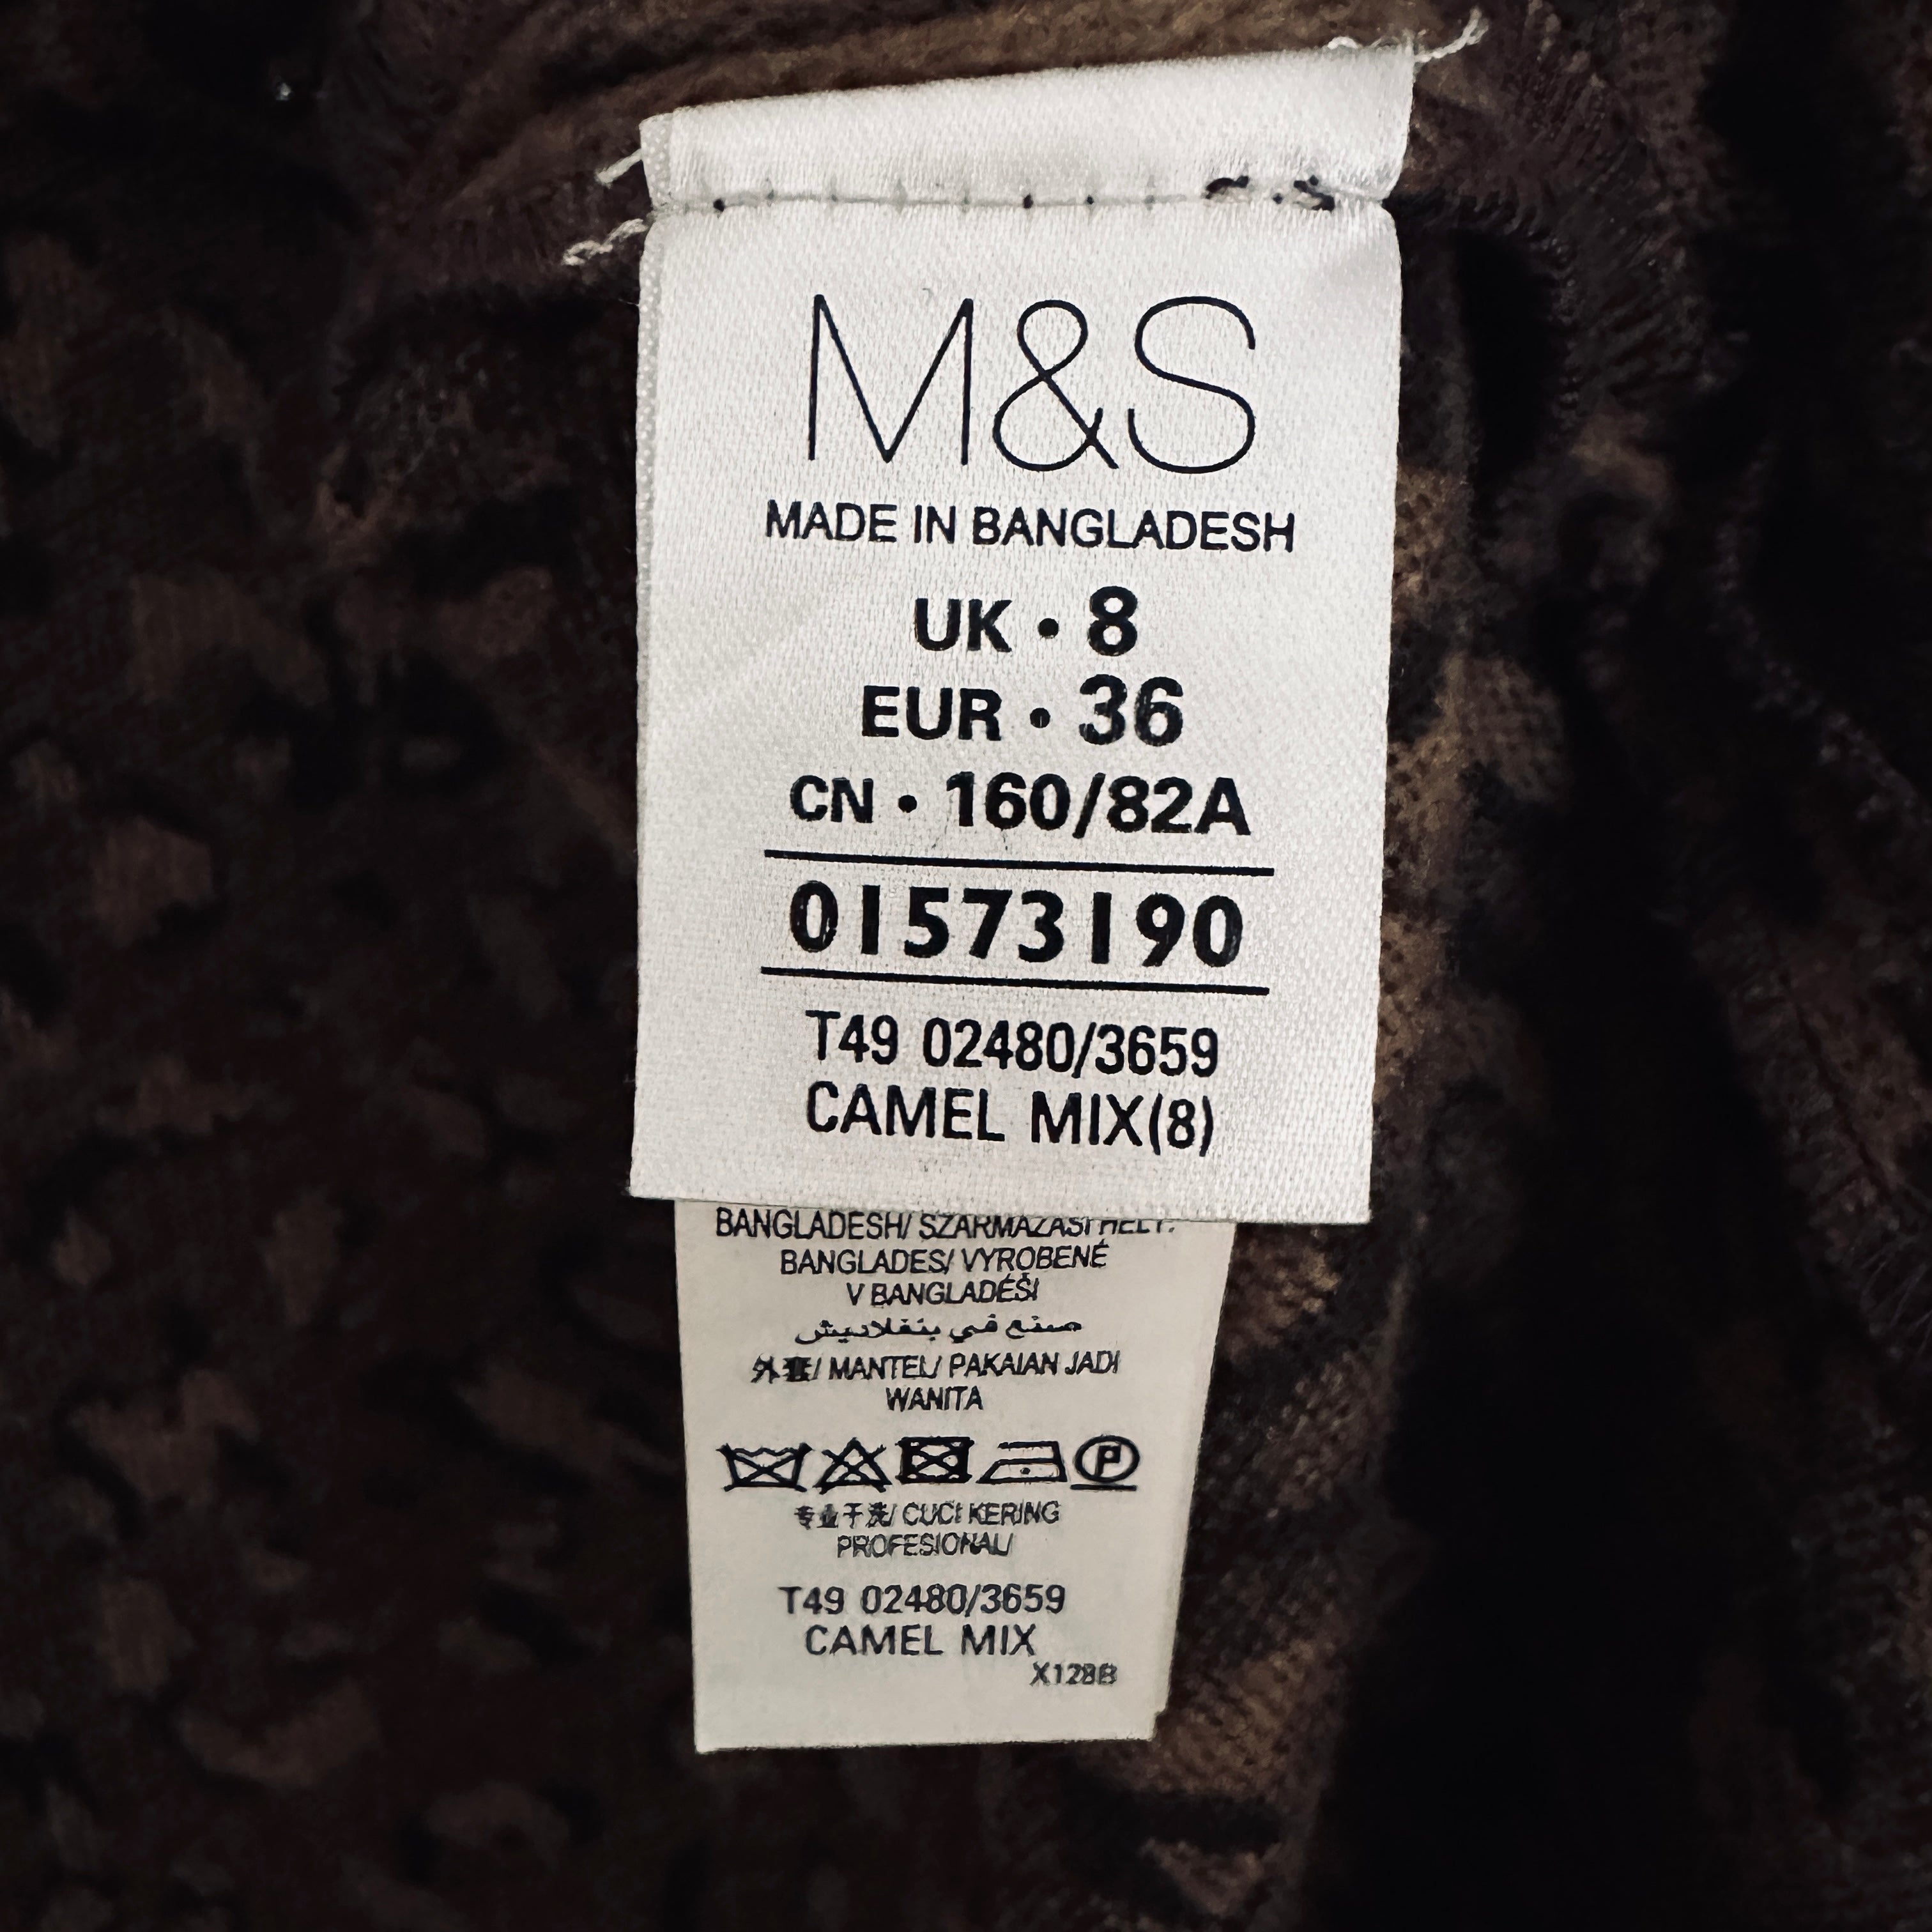 M&S
MADE IN BANGLADESH
UK • 8
EUR • 36
CN • 160/82A
01573190
T49 02480/3659
CAMEL MIX(8)
BANGLADESH/ SZÁRMAZÁSI HELY:
BANGLADES/ VYROBENÉ
V BANGLADÉŠI
صنع في بنغلاديش
外套/ MANTEL/ PAKAIAN JADI
WANITA
P
专业干洗/ CUCI KERING
PROFESIONAL/
T49 02480/3659
CAMEL MIX
X128B